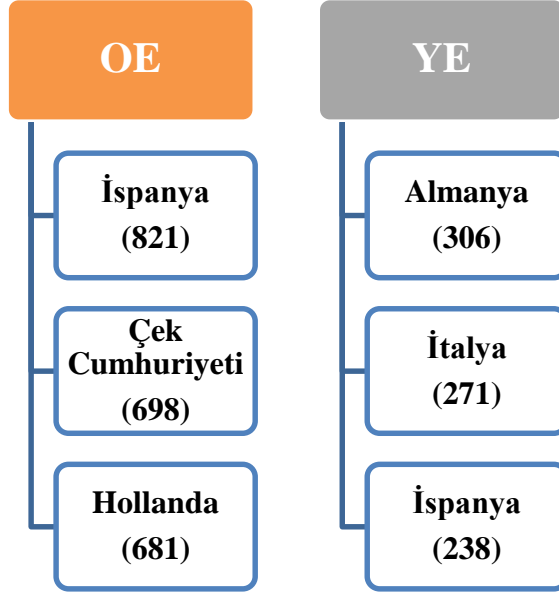 OE
İspanya
(821)
Çek
Cumhuriyeti
(698)
Hollanda
(681)
YE
Almanya
(306)
İtalya
(271)
İspanya
(238)